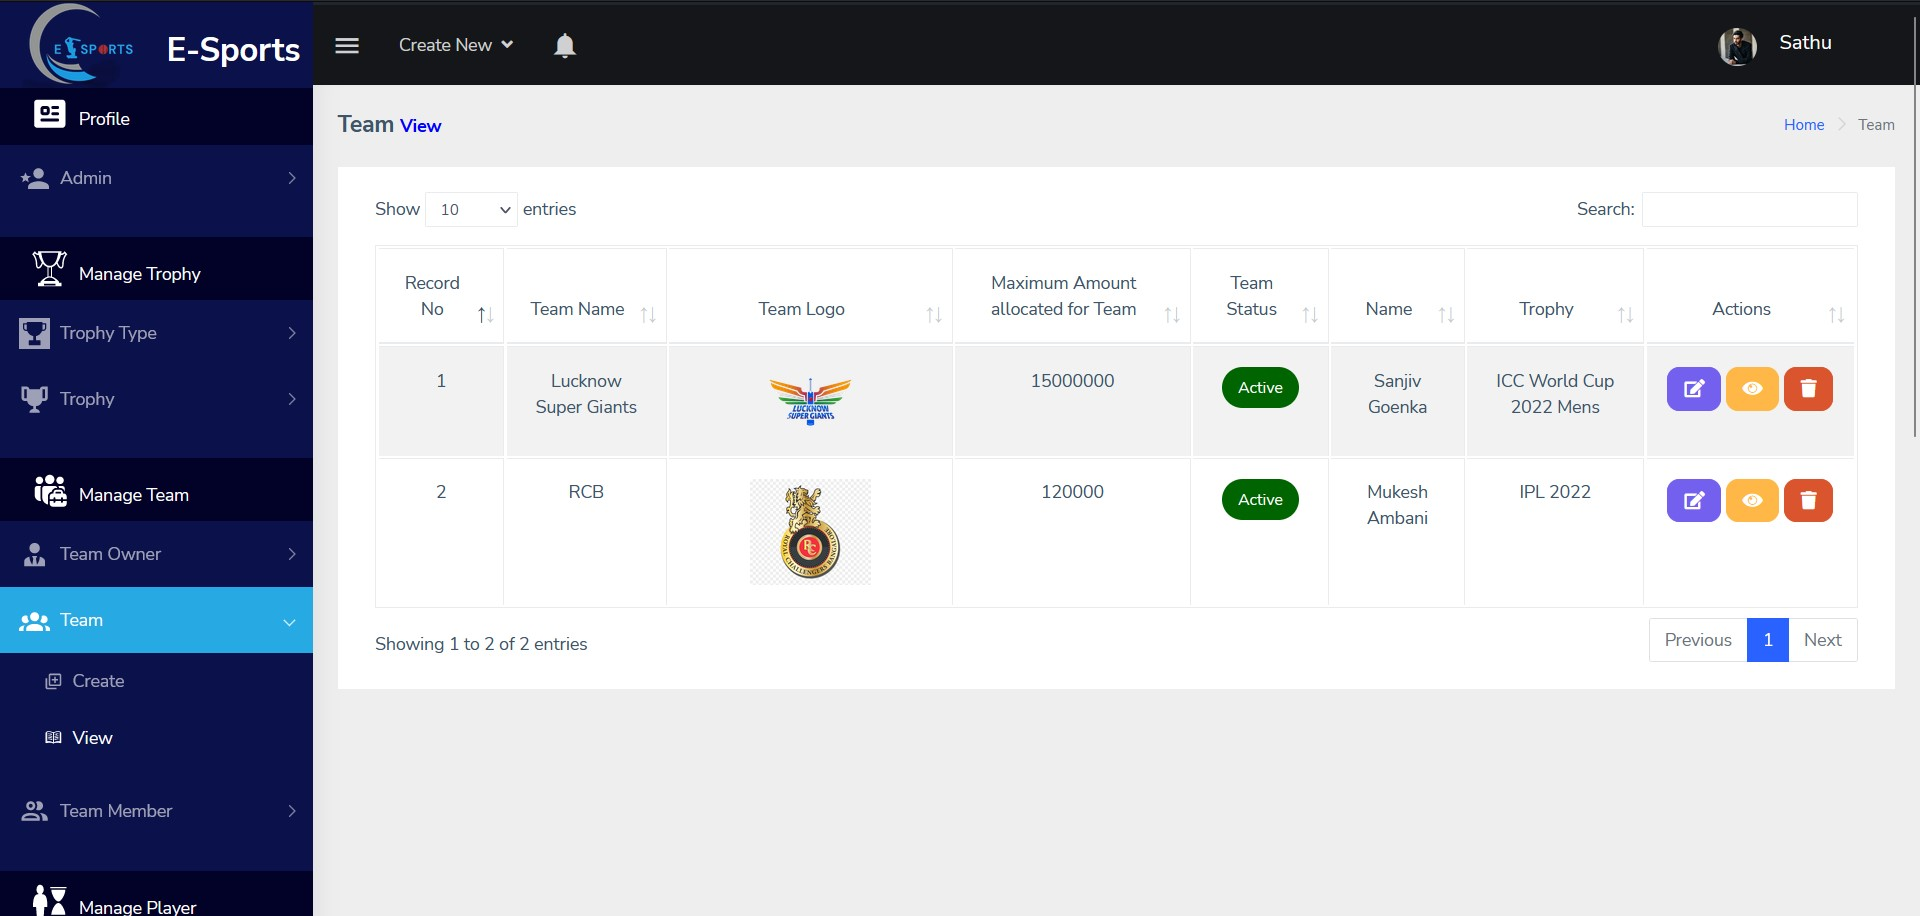 E SPORTS
E-Sports
Create New
Sathu
Profile
Admin
Manage Trophy
Trophy Type
Trophy
Manage Team
Team Owner
Team
Create
View
Team Member
Manage Player
Team View
Home
Team
Show 10 entries
Search:
Record
No
Team Name
Team Logo
Maximum Amount
allocated for Team
Team
Status
Name
Trophy
Actions
1
Lucknow
Super Giants
LUCKNOW
SUPER GIANTS
15000000
Active
Sanjiv
Goenka
ICC World Cup
2022 Mens
2
RCB
RC
ROYAL CHALLENGERS BANGALORE
120000
Active
Mukesh
Ambani
IPL 2022
Showing 1 to 2 of 2 entries
Previous
1
Next